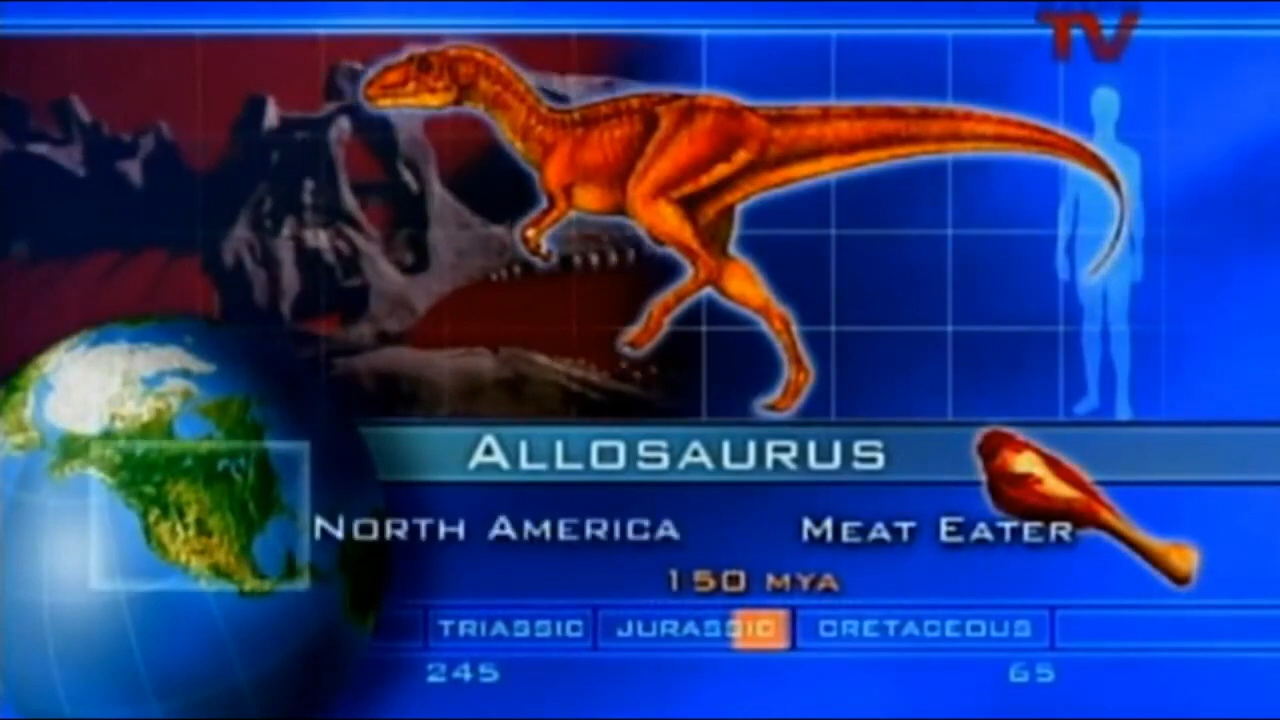 TV
ALLOSAURUS
NORTH AMERICA
MEAT EATER
150 MYA
TRIASSIC JURASSIC CRETACEOUS
245 65